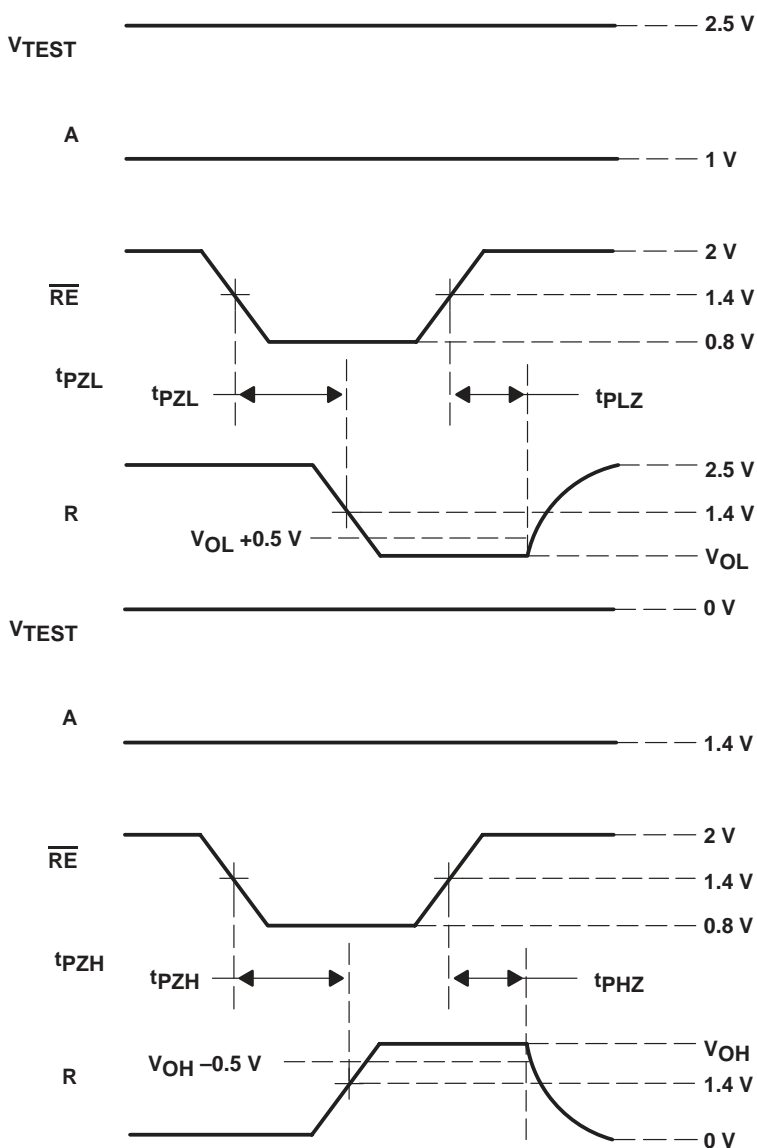 2.5 V
VTEST
A
1 V
2 V
RE
1.4 V
0.8 V
tPZL
tPZL
tPLZ
2.5 V
R
1.4 V
VOL +0.5 V
VOL
0 V
VTEST
A
1.4 V
2 V
RE
1.4 V
0.8 V
tPZH
tPZH
tPHZ
VOH
VOH –0.5 V
R
1.4 V
0 V